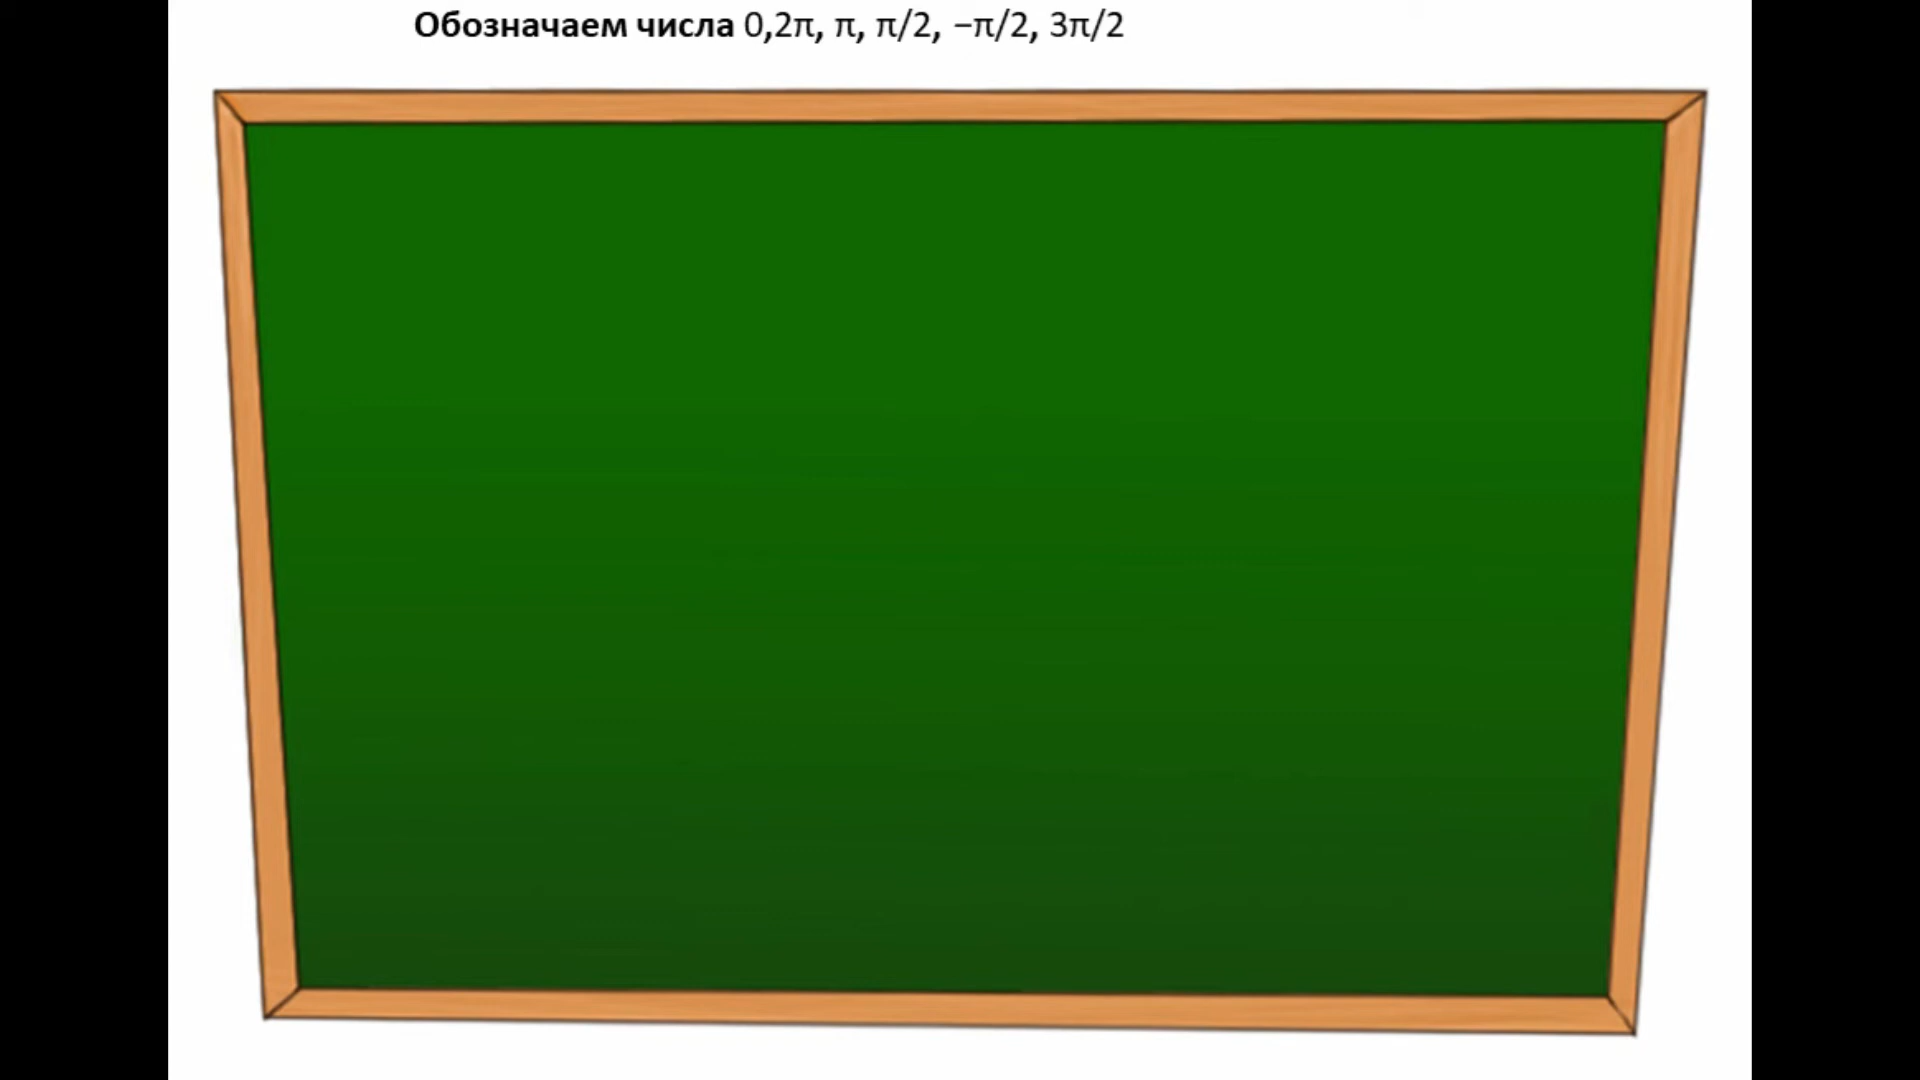 Обозначаем числа 0,2π, π, π/2, −π/2, 3π/2